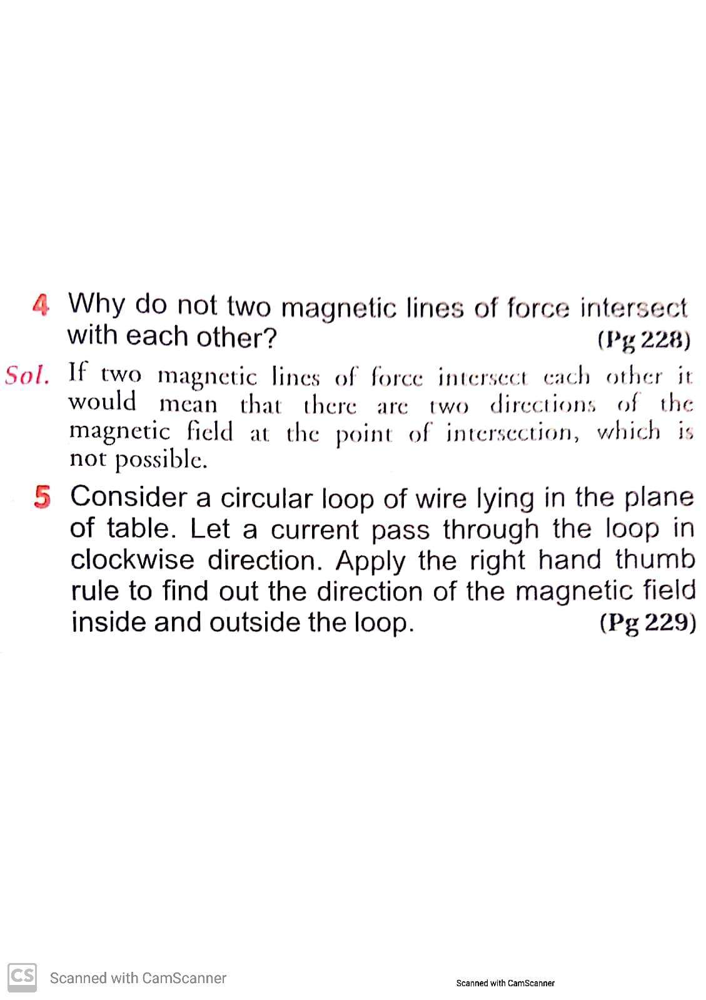 4 Why do not two magnetic lines of force intersect
with each other? (Pg 228)
Sol. If two magnetic lines of force intersect each other it
would mean that there are two directions of the
magnetic field at the point of intersection, which is
not possible.
5 Consider a circular loop of wire lying in the plane
of table. Let a current pass through the loop in
clockwise direction. Apply the right hand thumb
rule to find out the direction of the magnetic field
inside and outside the loop. (Pg 229)
CS Scanned with CamScanner
Scanned with CamScanner